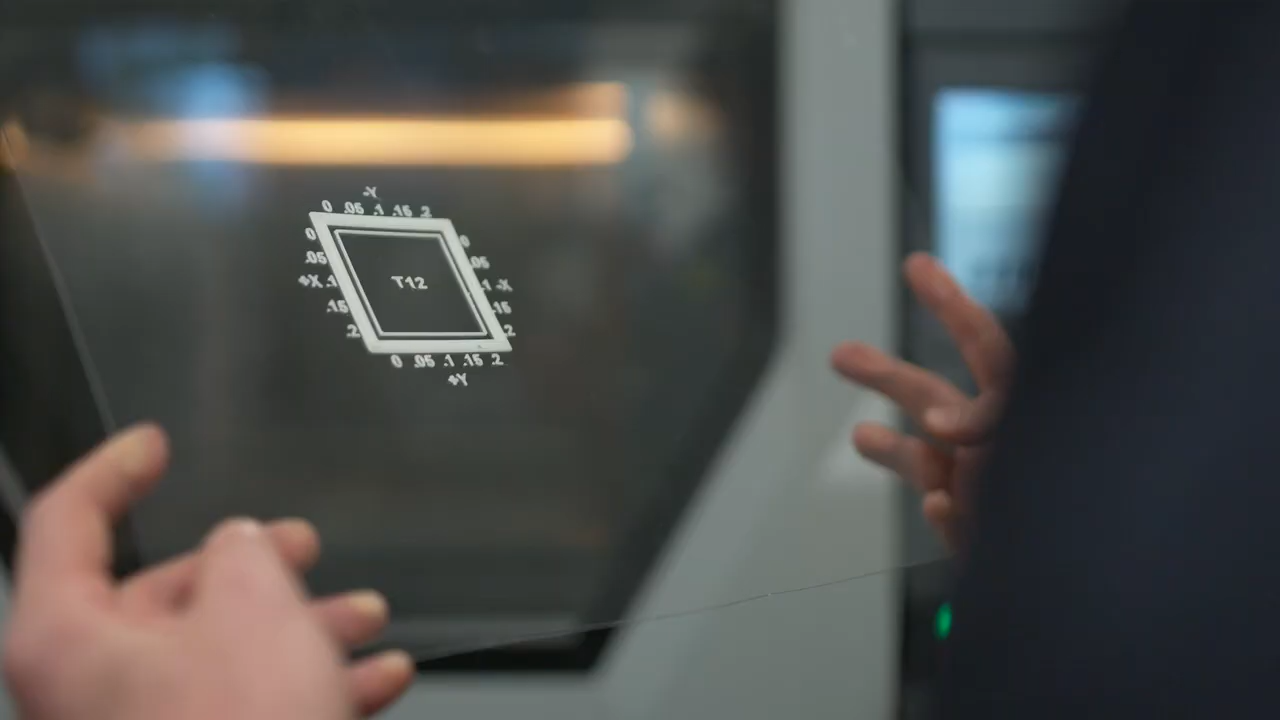 -Y
0 .05 .1 .15 .2
0 0
.05 .05
+X .1 .1 -X
T12
.15 .15
.2 .2
0 .05 .1 .15 .2
+Y